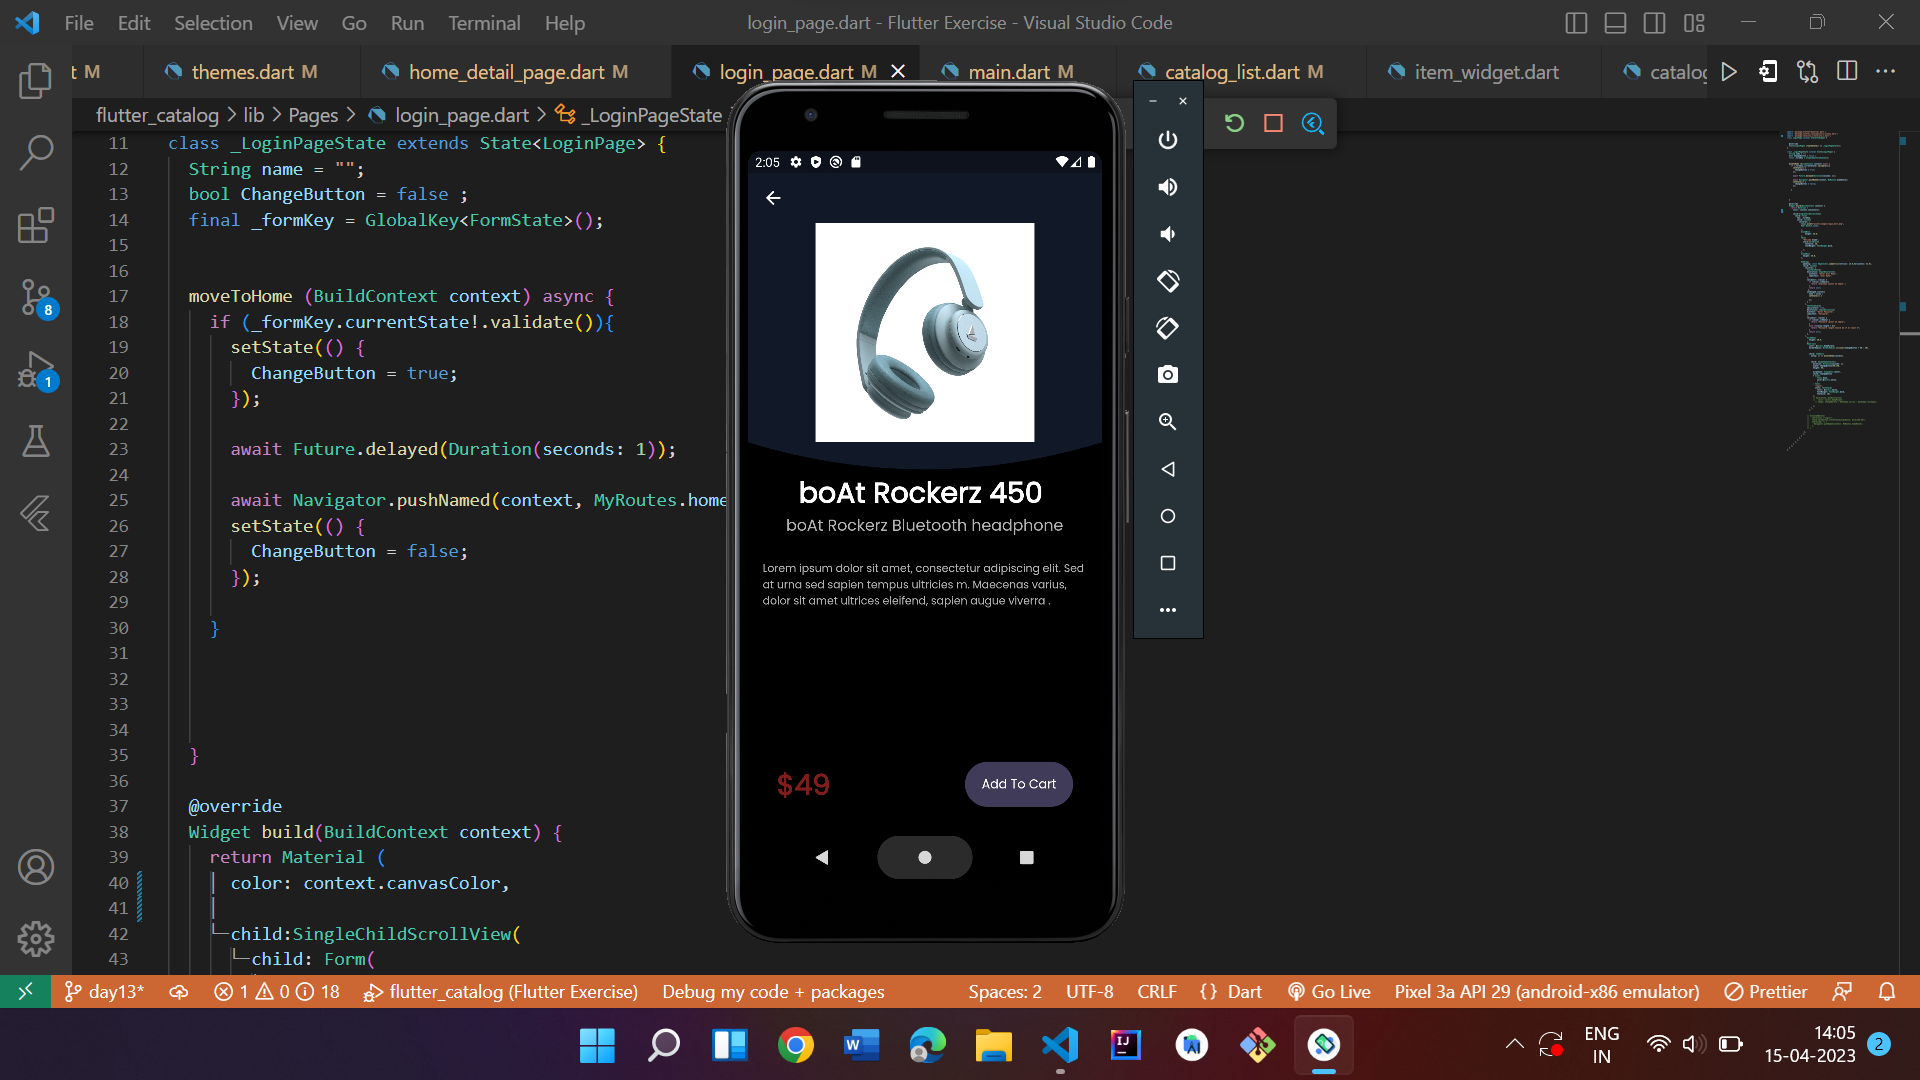 File Edit Selection View Go Run Terminal Help
login_page.dart - Flutter Exercise - Visual Studio Code
t M
themes.dart M
home_detail_page.dart M
login_page.dart M
main.dart M
catalog_list.dart M
item_widget.dart
catalog
flutter_catalog > lib > Pages > login_page.dart > _LoginPageState
11 class _LoginPageState extends State<LoginPage> {
12 String name = "";
13 bool ChangeButton = false ;
14 final _formKey = GlobalKey<FormState>();
15
16
17 moveToHome (BuildContext context) async {
18 if (_formKey.currentState!.validate()){
19 setState(() {
20 ChangeButton = true;
21 });
22
23 await Future.delayed(Duration(seconds: 1));
24
25 await Navigator.pushNamed(context, MyRoutes.home
26 setState(() {
27 ChangeButton = false;
28 });
29
30 }
31
32
33
34
35 }
36
37 @override
38 Widget build(BuildContext context) {
39 return Material (
40 color: context.canvasColor,
41
42 child:SingleChildScrollView(
43 child: Form(
2:05
boAt Rockerz 450
boAt Rockerz Bluetooth headphone
Lorem ipsum dolor sit amet, consectetur adipiscing elit. Sed
at urna sed sapien tempus ultricies m. Maecenas varius,
dolor sit amet ultrices eleifend, sapien augue viverra .
$49
Add To Cart
8
1
day13* 1 0 18 flutter_catalog (Flutter Exercise) Debug my code + packages
Spaces: 2 UTF-8 CRLF {} Dart Go Live Pixel 3a API 29 (android-x86 emulator) Prettier
W
IJ
ENG
IN
14:05
15-04-2023
2